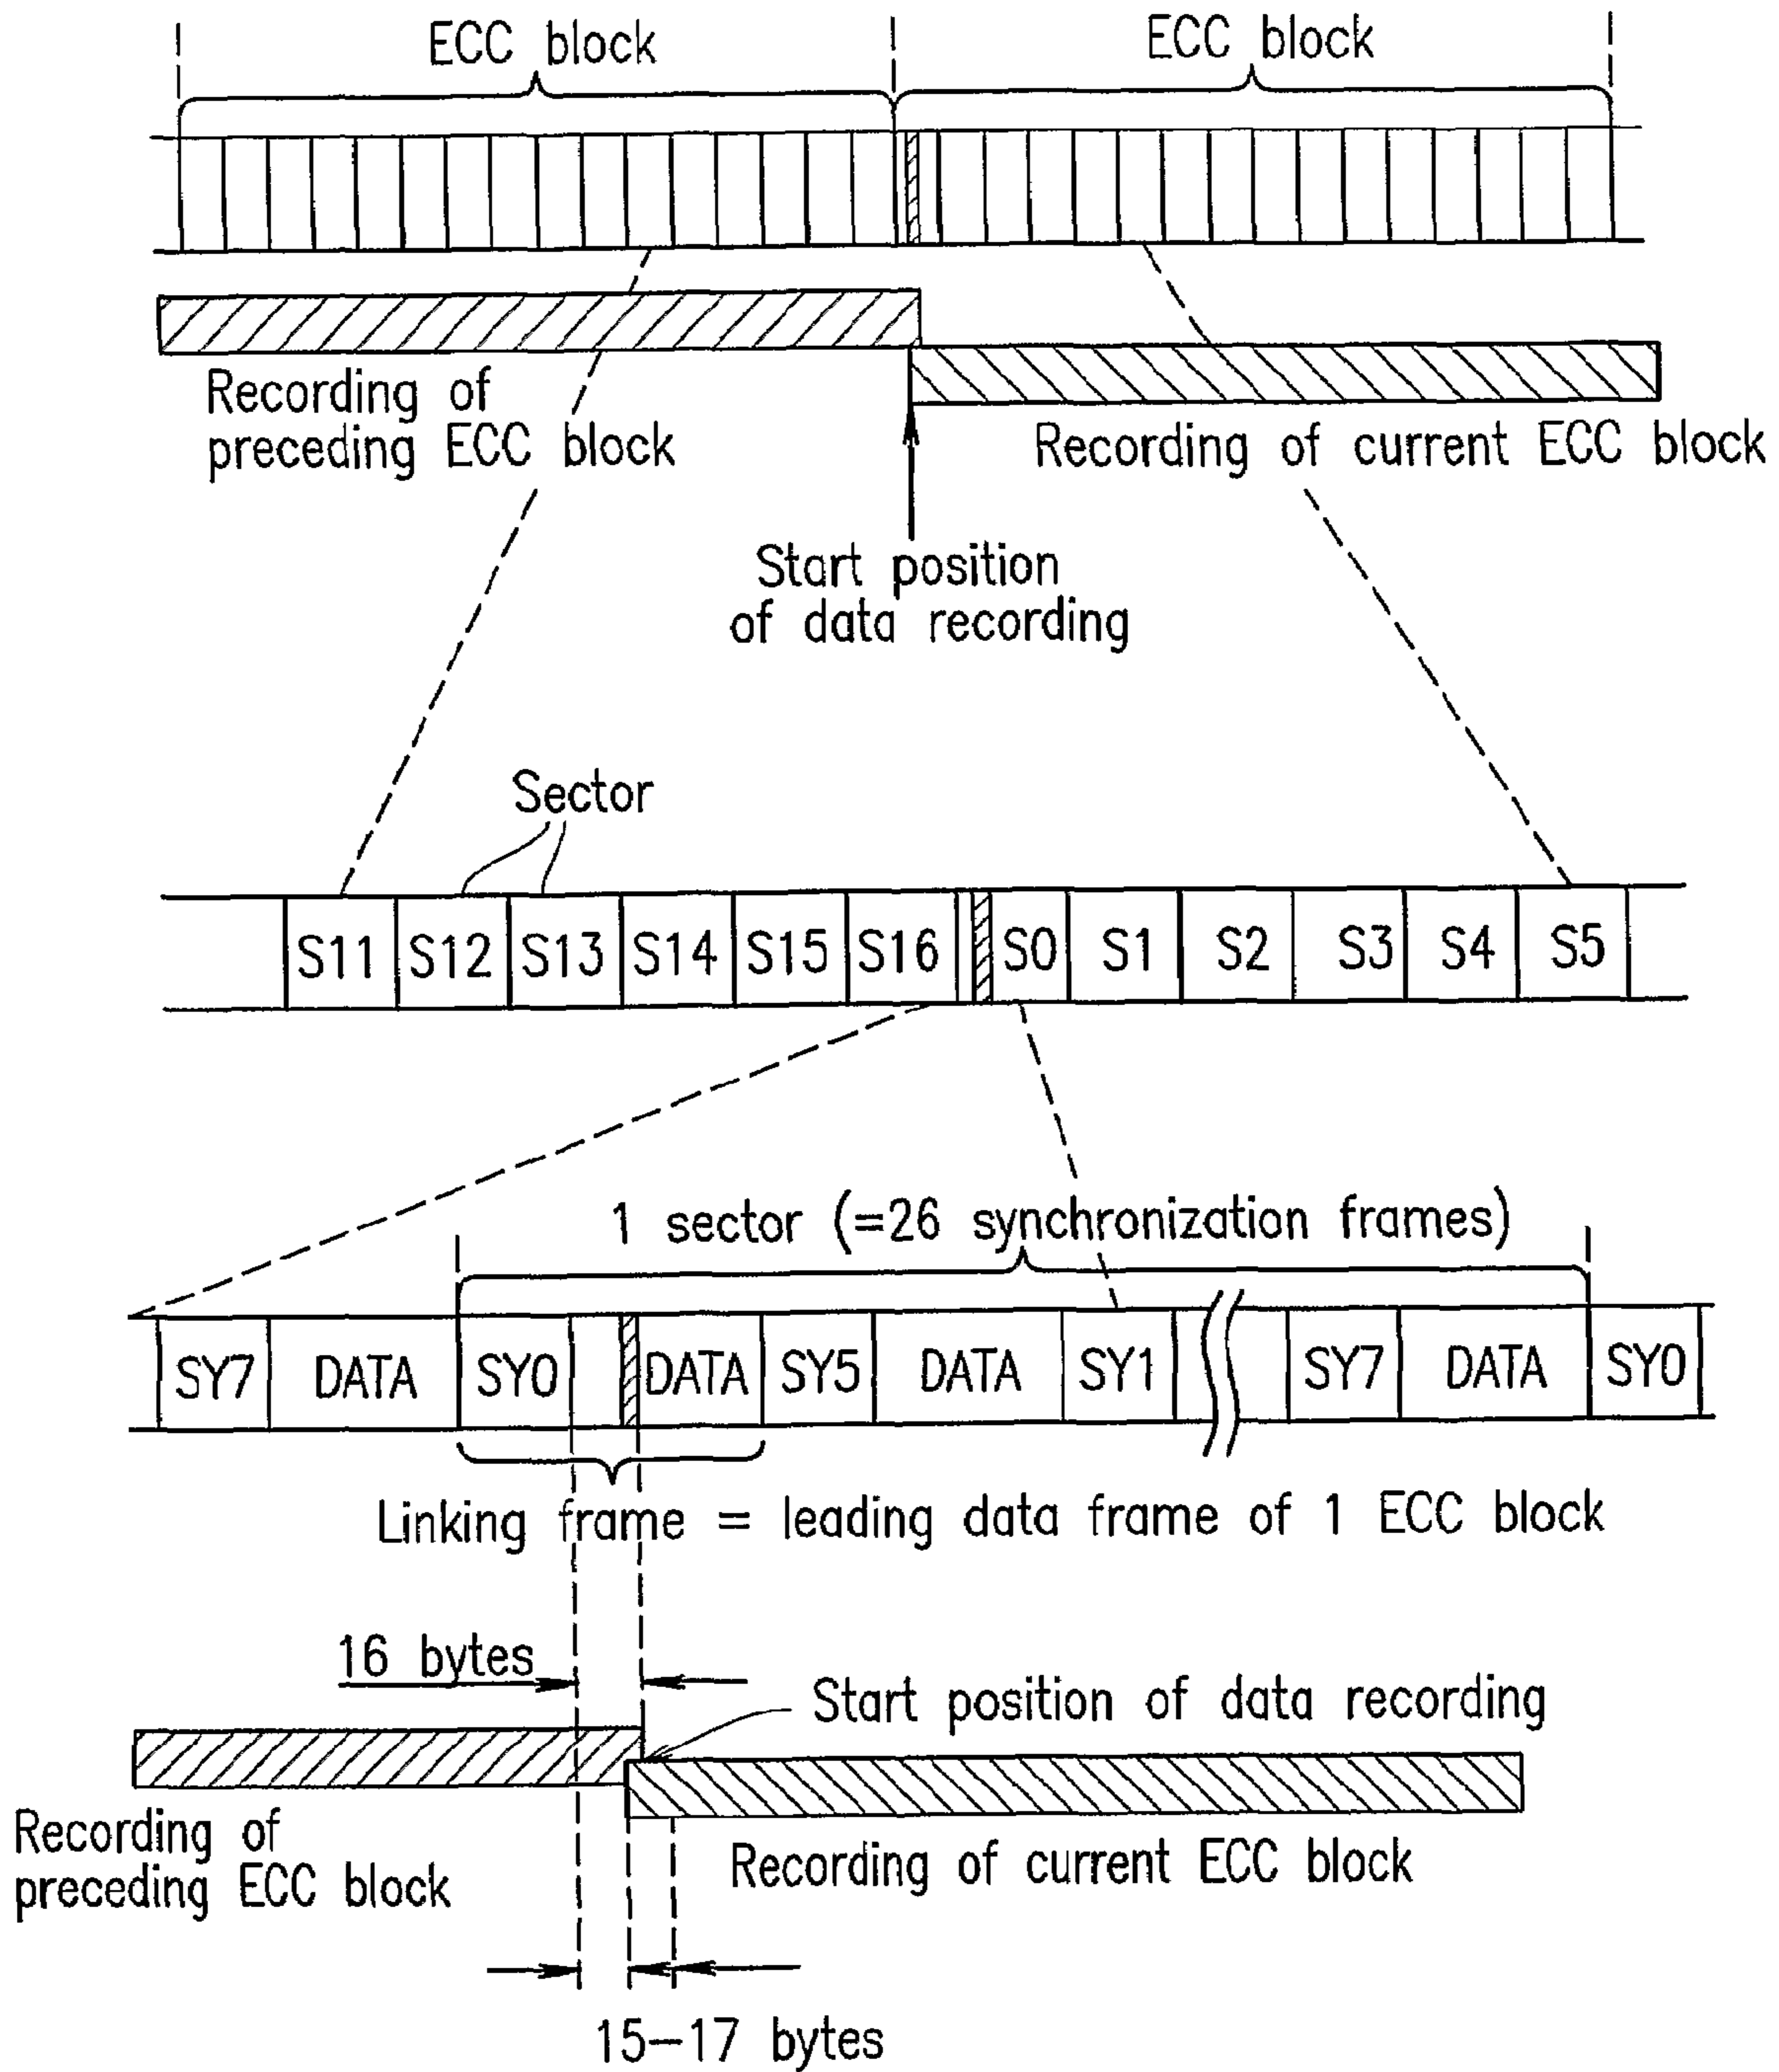 ECC block ECC block
Recording of
preceding ECC block
Recording of current ECC block
Start position
of data recording
Sector
S11 S12 S13 S14 S15 S16 S0 S1 S2 S3 S4 S5
1 sector (=26 synchronization frames)
SY7 DATA SY0 DATA SY5 DATA SY1 SY7 DATA SY0
Linking frame = leading data frame of 1 ECC block
16 bytes
Start position of data recording
Recording of
preceding ECC block
Recording of current ECC block
15-17 bytes